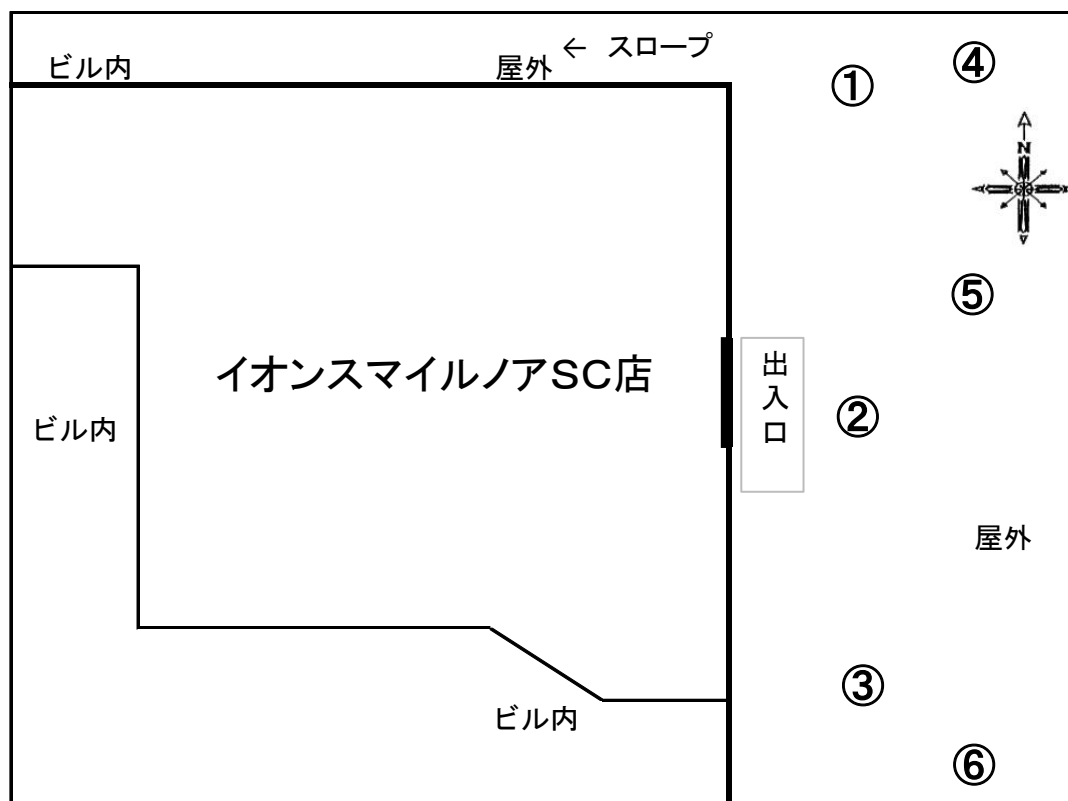 ビル内
屋外
← スロープ
①
④
N
⑤
イオンスマイルノアSC店
出入口
②
ビル内
屋外
③
ビル内
⑥